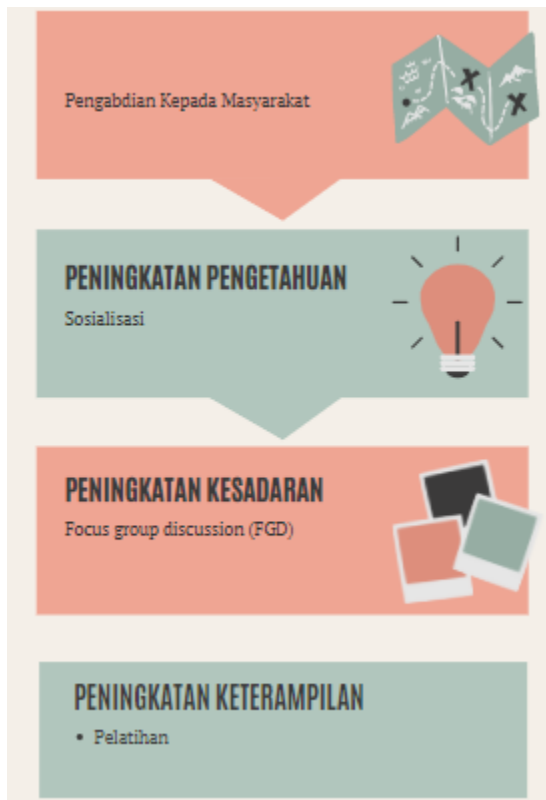 Pengabdian Kepada Masyarakat
PENINGKATAN PENGETAHUAN
Sosialisasi
PENINGKATAN KESADARAN
Focus group discussion (FGD)
PENINGKATAN KETERAMPILAN
• Pelatihan